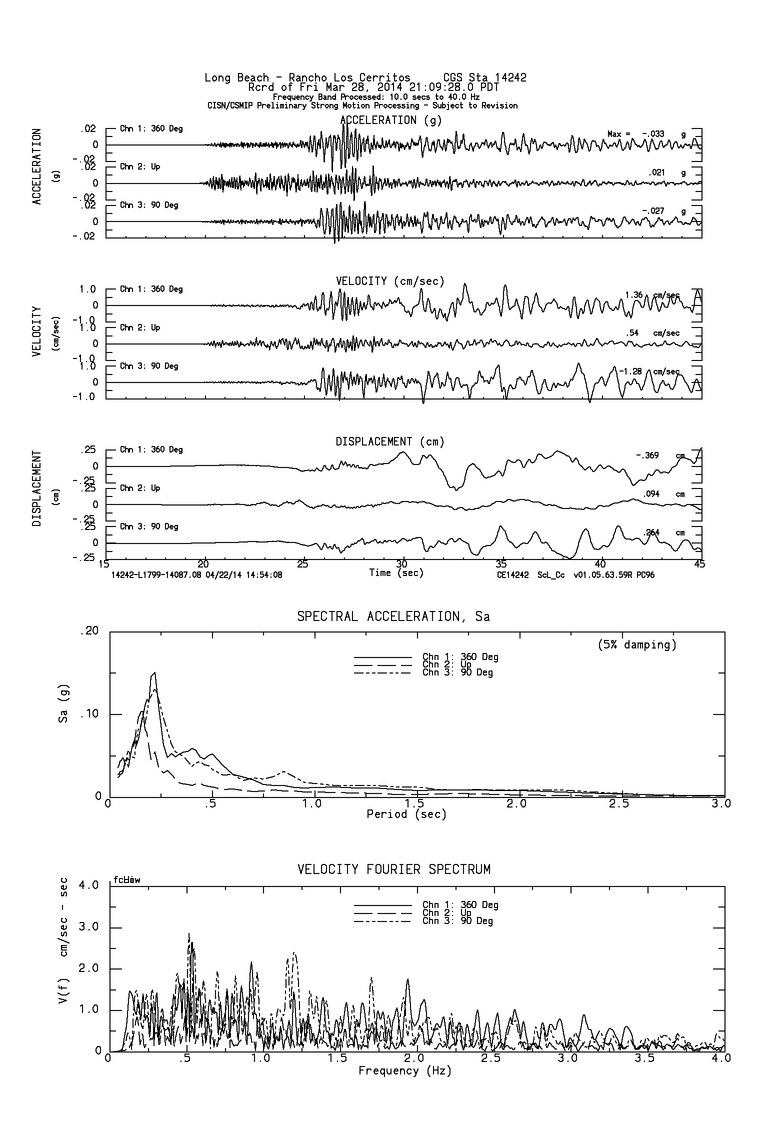 Long Beach - Rancho Los Cerritos     CGS Sta 14242
Rcrd of Fri Mar 28, 2014 21:09:28.0 PDT
Frequency Band Processed: 10.0 secs to 40.0 Hz
CISN/CSMIP Preliminary Strong Motion Processing - Subject to Revision
ACCELERATION (g)
ACCELERATION
(g)
.02
0
-.02
Chn 1: 360 Deg
Max = -.033 g
.02
0
-.02
Chn 2: Up
.021 g
.02
0
-.02
Chn 3: 90 Deg
-.027 g
VELOCITY (cm/sec)
VELOCITY
(cm/sec)
1.0
0
-1.0
Chn 1: 360 Deg
1.36 cm/sec
1.0
0
-1.0
Chn 2: Up
.54 cm/sec
1.0
0
-1.0
Chn 3: 90 Deg
-1.28 cm/sec
DISPLACEMENT (cm)
DISPLACEMENT
(cm)
.25
0
-.25
Chn 1: 360 Deg
-.369 cm
.25
0
-.25
Chn 2: Up
.094 cm
.25
0
-.25
Chn 3: 90 Deg
.264 cm
15 20 25 30 35 40 45
Time (sec)
14242-L1799-14087.08 04/22/14 14:54:08
CE14242 ScL_Cc v01.05.63.59R PC96
SPECTRAL ACCELERATION, Sa
(5% damping)
Chn 1: 360 Deg
Chn 2: Up
Chn 3: 90 Deg
Sa (g)
.20
.10
0
0 .5 1.0 1.5 2.0 2.5 3.0
Period (sec)
VELOCITY FOURIER SPECTRUM
Chn 1: 360 Deg
Chn 2: Up
Chn 3: 90 Deg
V(f) cm/sec - sec
4.0
3.0
2.0
1.0
0
0 .5 1.0 1.5 2.0 2.5 3.0 3.5 4.0
Frequency (Hz)